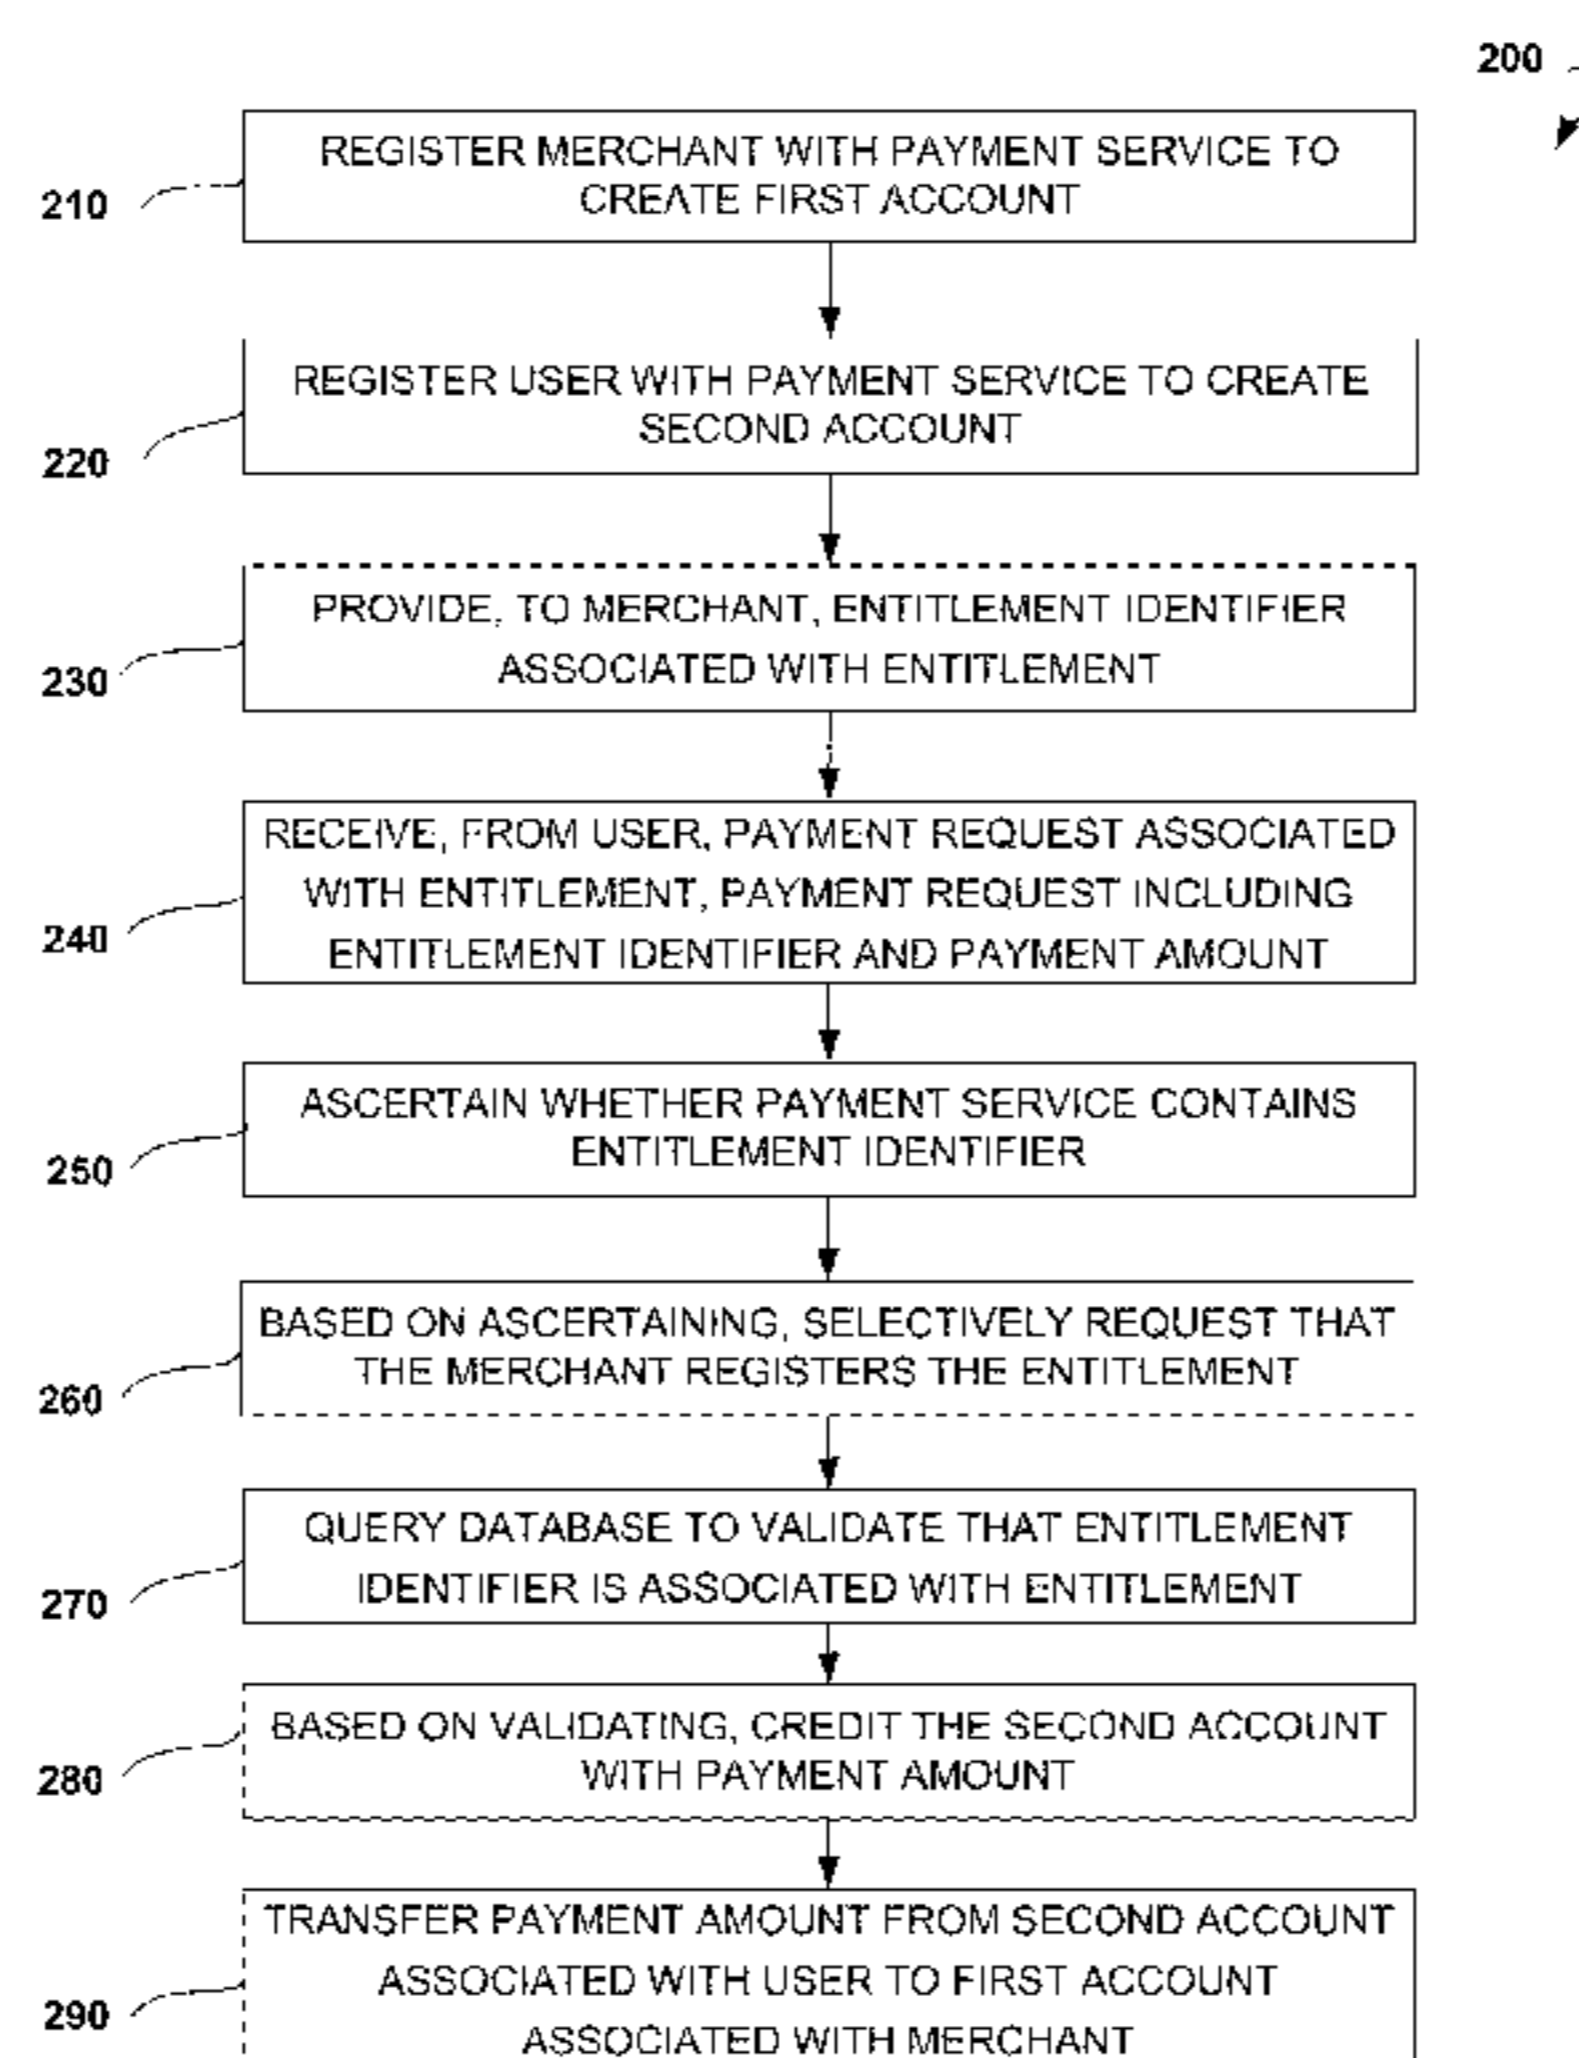 200
REGISTER MERCHANT WITH PAYMENT SERVICE TO
CREATE FIRST ACCOUNT
210
REGISTER USER WITH PAYMENT SERVICE TO CREATE
SECOND ACCOUNT
220
PROVIDE, TO MERCHANT, ENTITLEMENT IDENTIFIER
ASSOCIATED WITH ENTITLEMENT
230
RECEIVE, FROM USER, PAYMENT REQUEST ASSOCIATED
WITH ENTITLEMENT, PAYMENT REQUEST INCLUDING
ENTITLEMENT IDENTIFIER AND PAYMENT AMOUNT
240
ASCERTAIN WHETHER PAYMENT SERVICE CONTAINS
ENTITLEMENT IDENTIFIER
250
BASED ON ASCERTAINING, SELECTIVELY REQUEST THAT
THE MERCHANT REGISTERS THE ENTITLEMENT
260
QUERY DATABASE TO VALIDATE THAT ENTITLEMENT
IDENTIFIER IS ASSOCIATED WITH ENTITLEMENT
270
BASED ON VALIDATING, CREDIT THE SECOND ACCOUNT
WITH PAYMENT AMOUNT
280
TRANSFER PAYMENT AMOUNT FROM SECOND ACCOUNT
ASSOCIATED WITH USER TO FIRST ACCOUNT
ASSOCIATED WITH MERCHANT
290